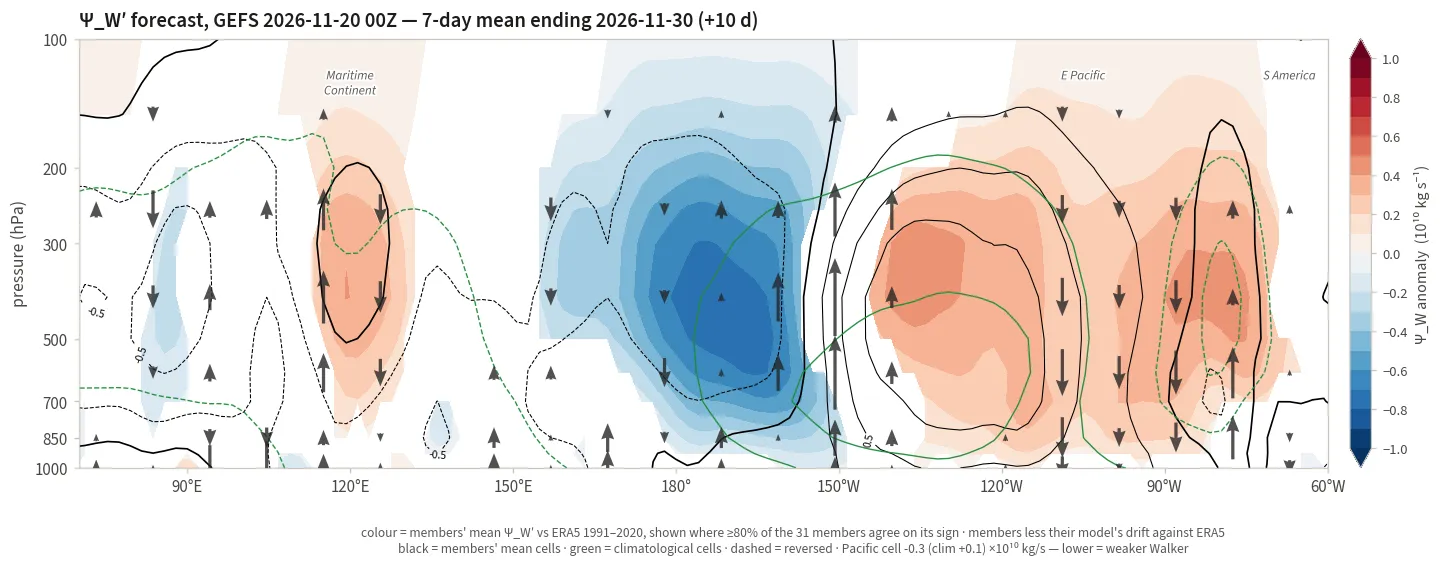 Ψ_W′ forecast, GEFS 2026-11-20 00Z — 7-day mean ending 2026-11-30 (+10 d)
100
200
300
400
500
700
850
1000
pressure (hPa)
Maritime
Continent
E Pacific
S America
-0.5
-0.5
-0.5
0.5
90°E
120°E
150°E
180°
150°W
120°W
90°W
60°W
1.0
0.8
0.6
0.4
0.2
0.0
−0.2
−0.4
−0.6
−0.8
−1.0
Ψ_W anomaly (10¹⁰ kg s⁻¹)
colour = members' mean Ψ_W′ vs ERA5 1991–2020, shown where ≥80% of the 31 members agree on its sign · members less their model's drift against ERA5
black = members' mean cells · green = climatological cells · dashed = reversed · Pacific cell -0.3 (clim +0.1) ×10¹⁰ kg/s — lower = weaker Walker